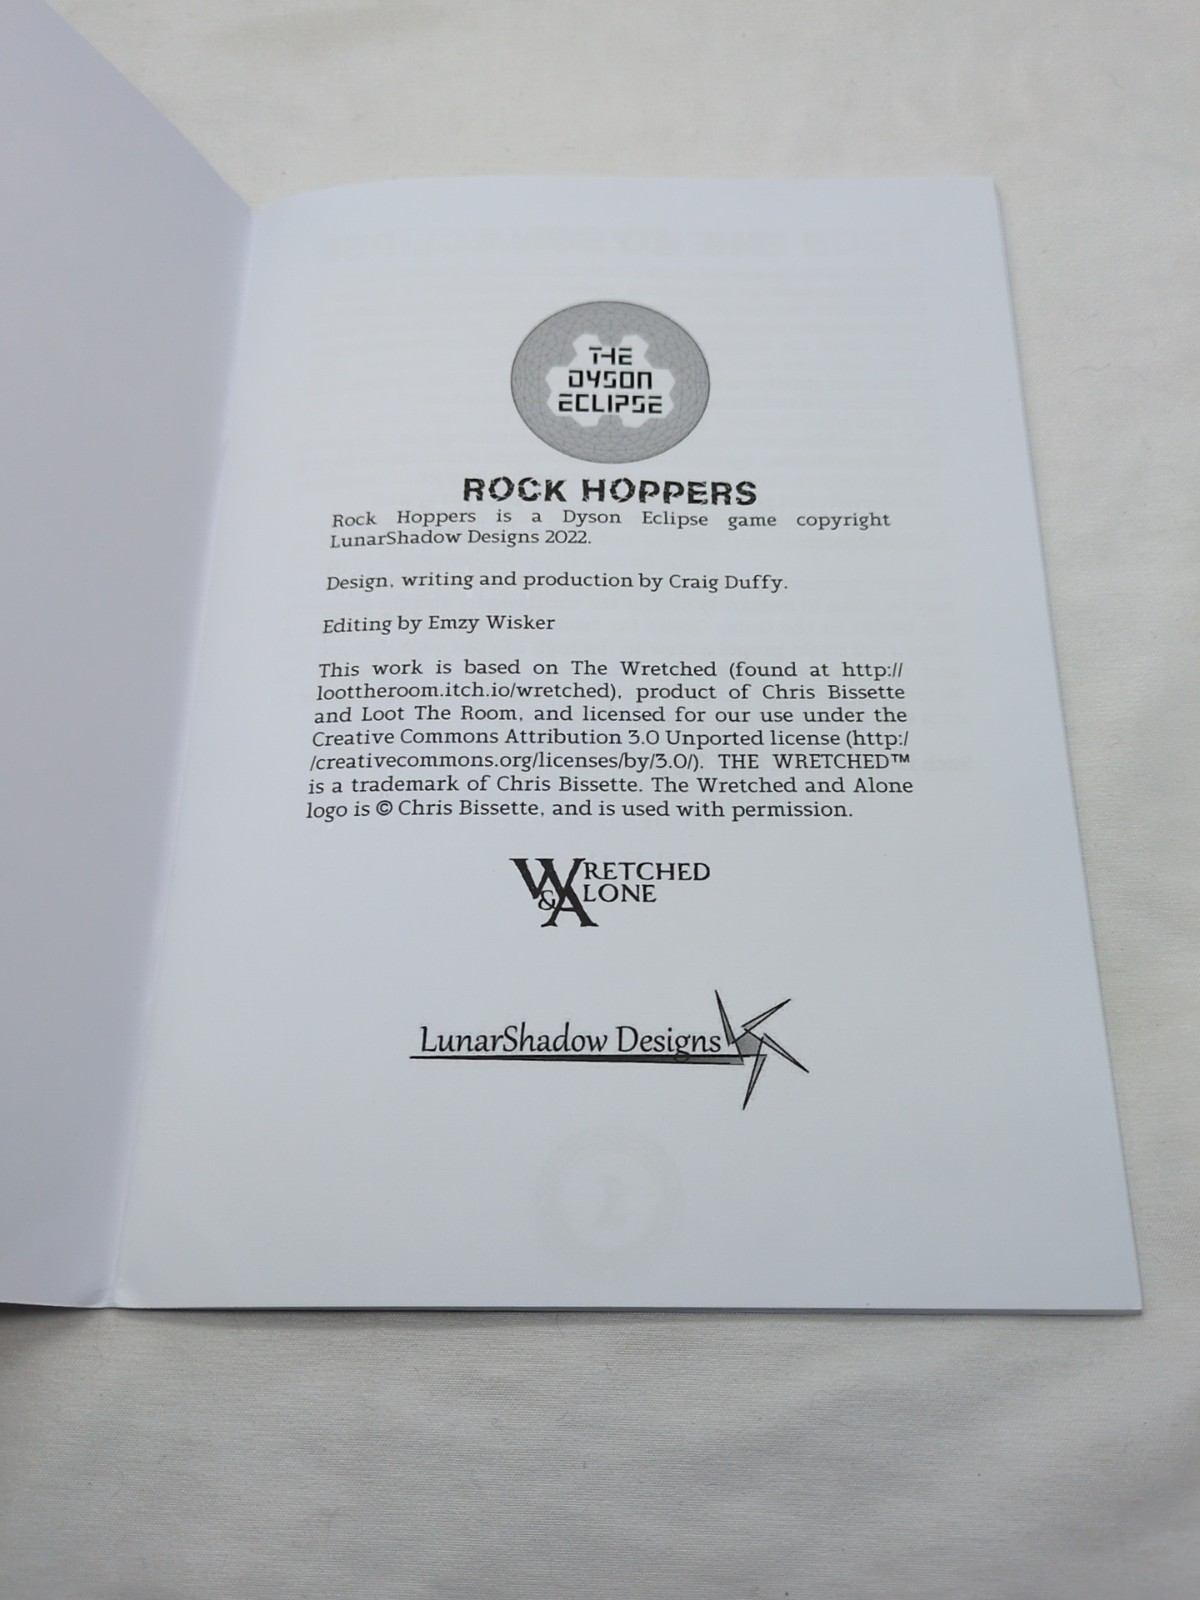 THE
DYSON
ECLIPSE
ROCK HOPPERS
Rock Hoppers is a Dyson Eclipse game copyright
LunarShadow Designs 2022.
Design, writing and production by Craig Duffy.
Editing by Emzy Wisker
This work is based on The Wretched (found at http://
loottheroom.itch.io/wretched), product of Chris Bissette
and Loot The Room, and licensed for our use under the
Creative Commons Attribution 3.0 Unported license (http:/
/creativecommons.org/licenses/by/3.0/). THE WRETCHED™
is a trademark of Chris Bissette. The Wretched and Alone
logo is © Chris Bissette, and is used with permission.
WRETCHED
& ALONE
LunarShadow Designs